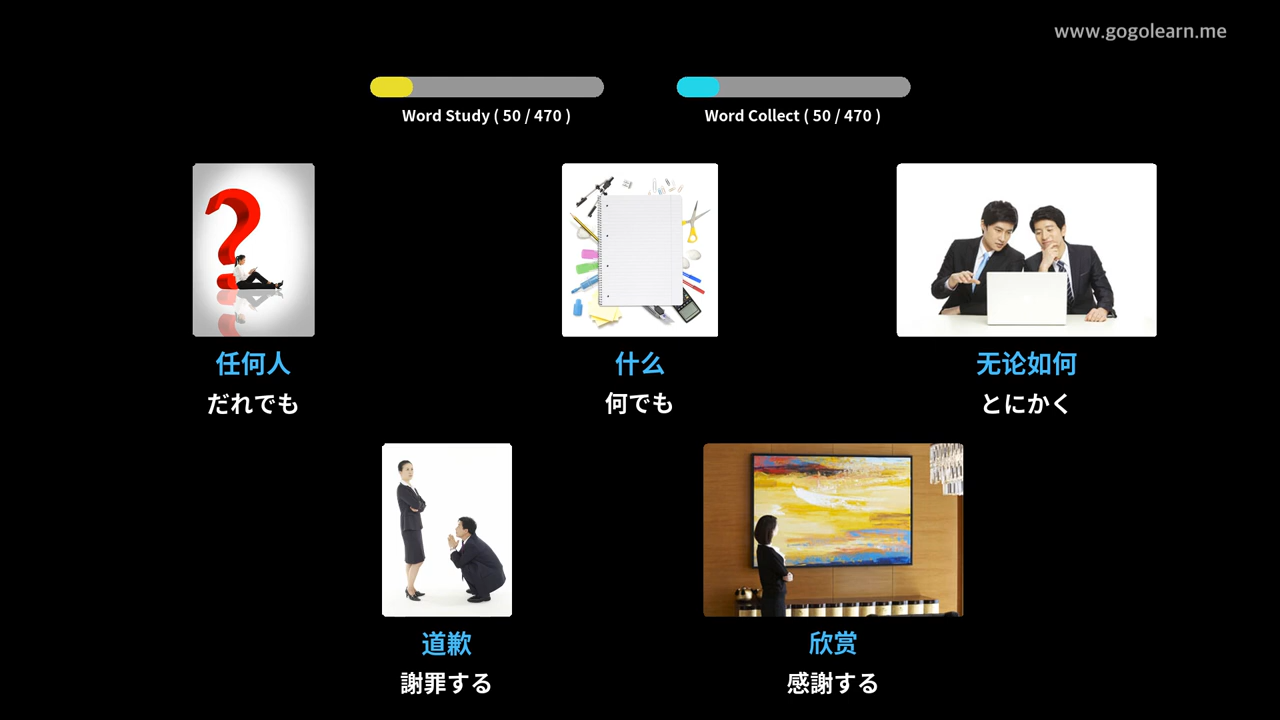 www.gogolearn.me
Word Study ( 50 / 470 )
Word Collect ( 50 / 470 )
任何人
だれでも
什么
何でも
无论如何
とにかく
道歉
謝罪する
欣赏
感謝する